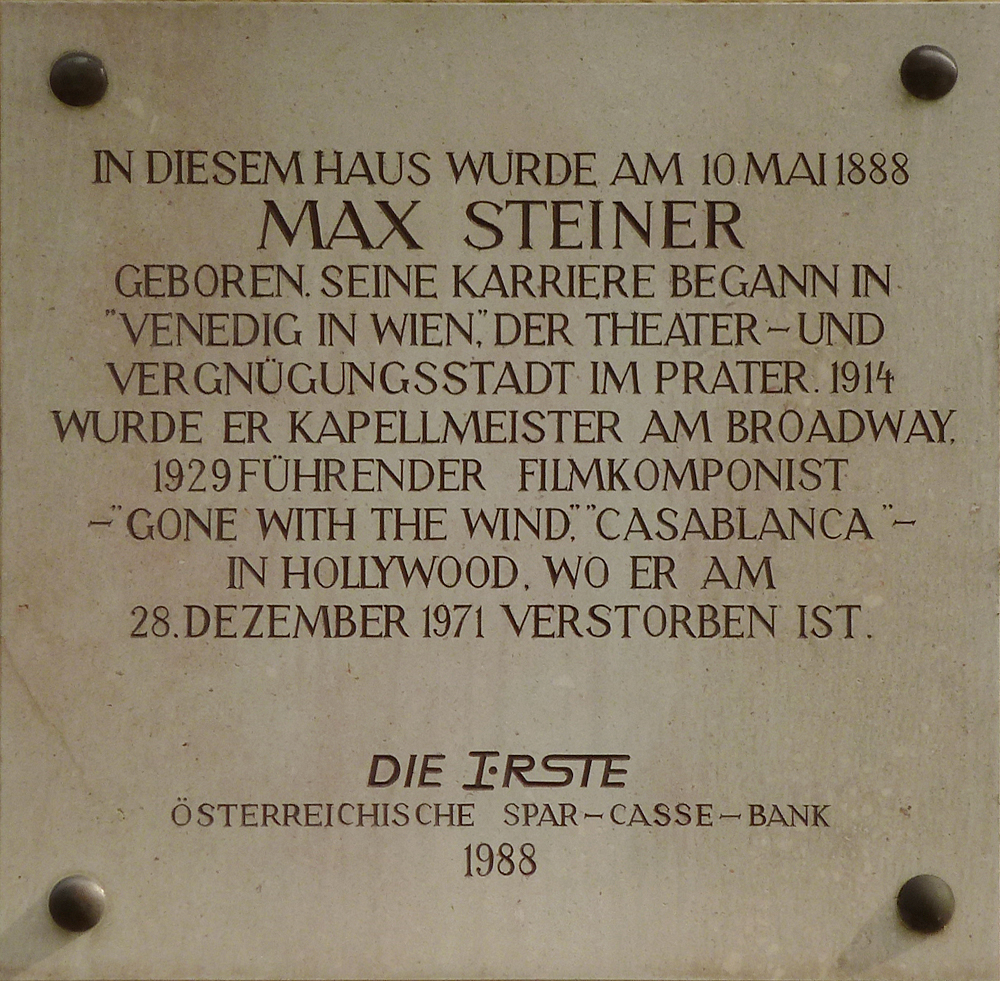 IN DIESEM HAUS WURDE AM 10 MAI 1888
MAX STEINER
GEBOREN. SEINE KARRIERE BEGANN IN
"VENEDIG IN WIEN", DER THEATER-UND
VERGNÜGUNGSSTADT IM PRATER. 1914
WURDE ER KAPELLMEISTER AM BROADWAY,
1929 FÜHRENDER FILMKOMPONIST
-"GONE WITH THE WIND", "CASABLANCA"-
IN HOLLYWOOD, WO ER AM
28. DEZEMBER 1971 VERSTORBEN IST.
DIE I·RSTE
ÖSTERREICHISCHE SPAR-CASSE-BANK
1988